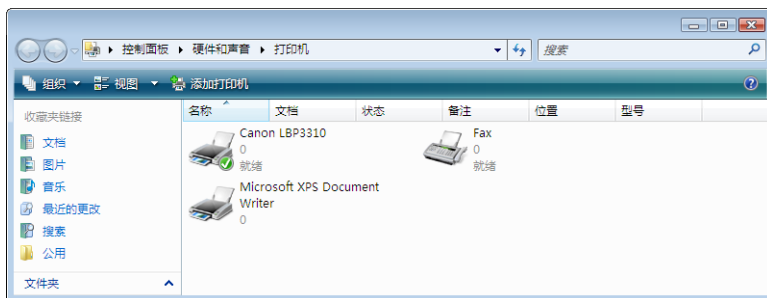 控制面板 ▸ 硬件和声音 ▸ 打印机
搜索
组织 视图 添加打印机
收藏夹链接
文档
图片
音乐
最近的更改
搜索
公用
文件夹
名称 文档 状态 备注 位置 型号
Canon LBP3310
0
就绪
Fax
0
就绪
Microsoft XPS Document
Writer
0